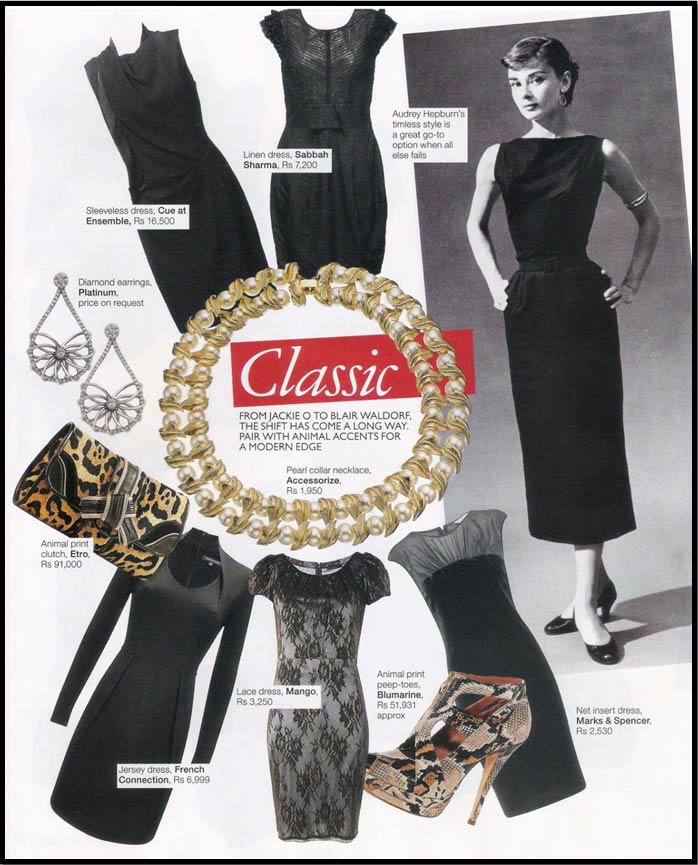 Audrey Hepburn's
timless style is
a great go-to
option when all
else fails
Linen dress, Sabbah
Sharma, Rs 7,200
Sleeveless dress, Cue at
Ensemble, Rs 16,500
Diamond earrings,
Platinum,
price on request
Classic
FROM JACKIE O TO BLAIR WALDORF,
THE SHIFT HAS COME A LONG WAY.
PAIR WITH ANIMAL ACCENTS FOR
A MODERN EDGE
Pearl collar necklace,
Accessorize,
Rs 1,950
Animal print
clutch, Etro,
Rs 91,000
Lace dress, Mango,
Rs 3,250
Animal print
peep-toes,
Blumarine,
Rs 51,931
approx
Net insert dress,
Marks & Spencer,
Rs 2,530
Jersey dress, French
Connection, Rs 6,999